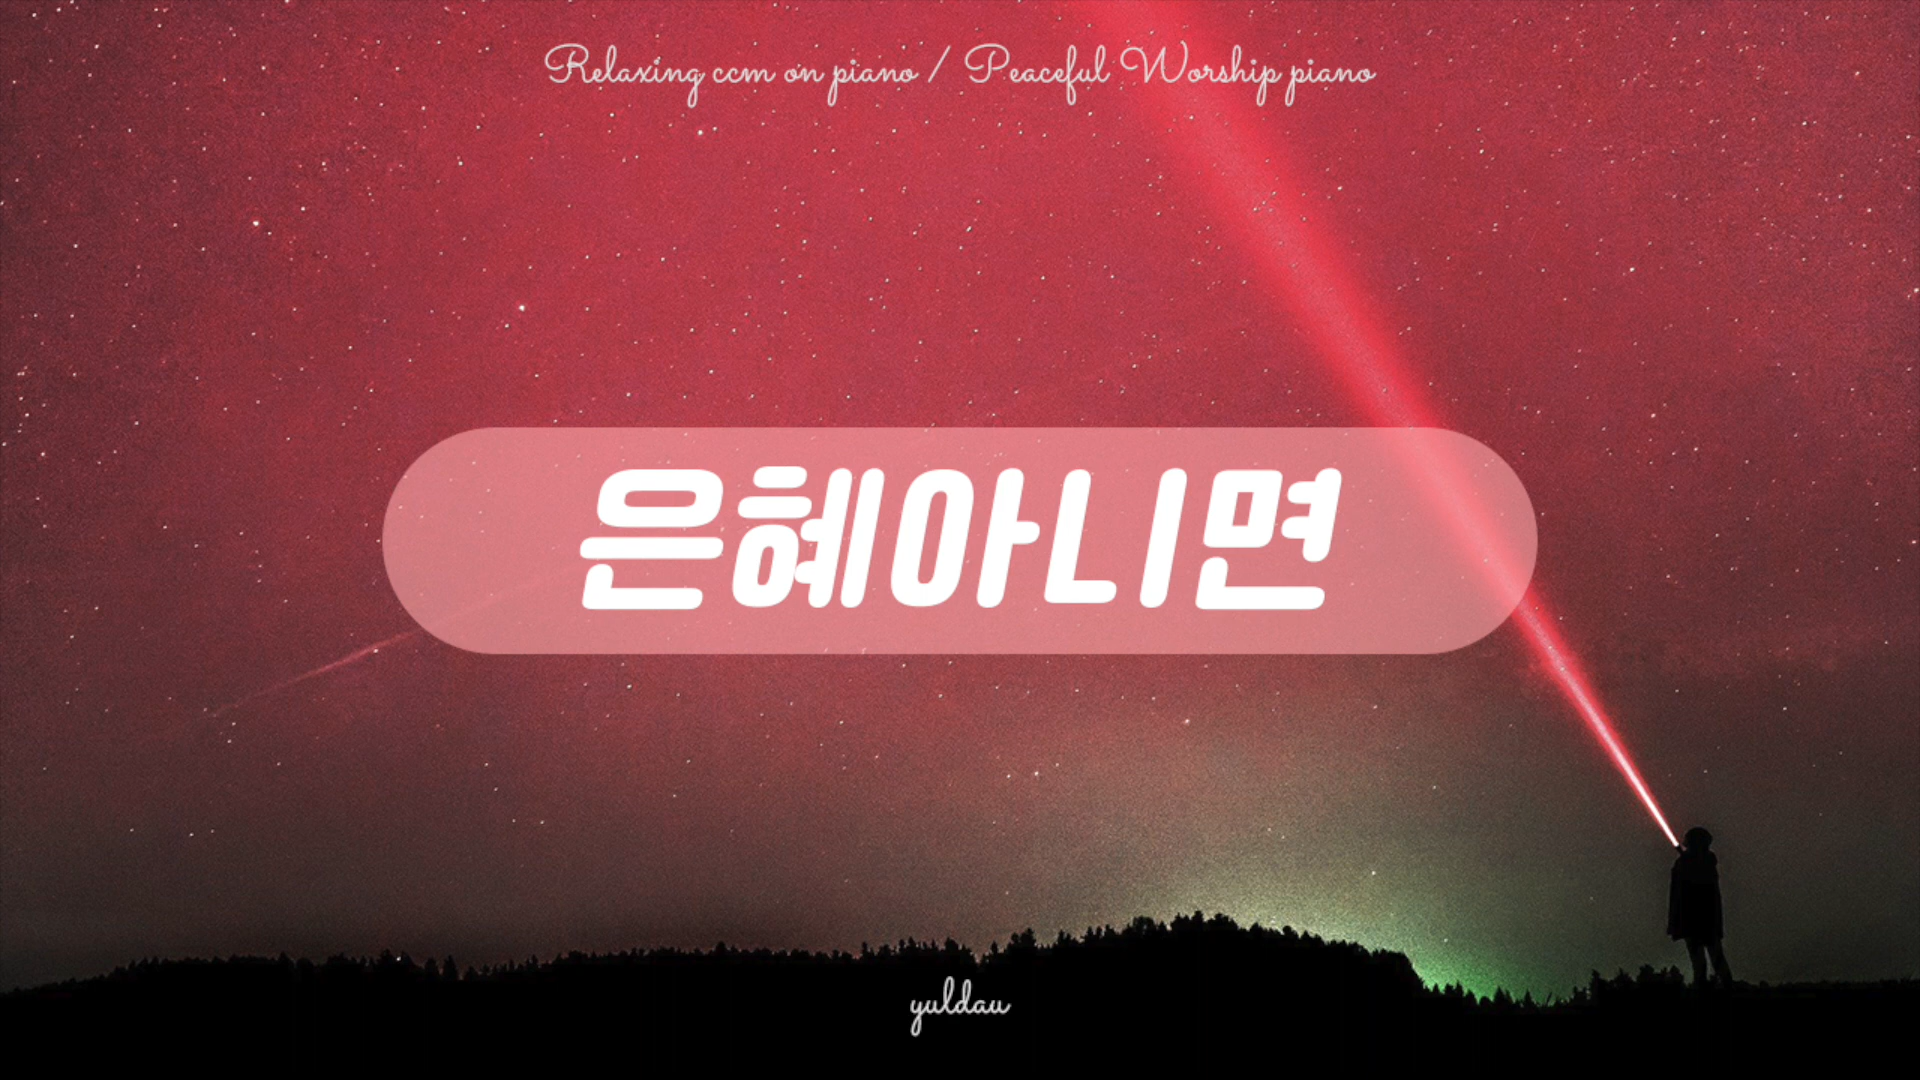 Relaxing ccm on piano / Peaceful Worship piano
은혜아니면
yuldau